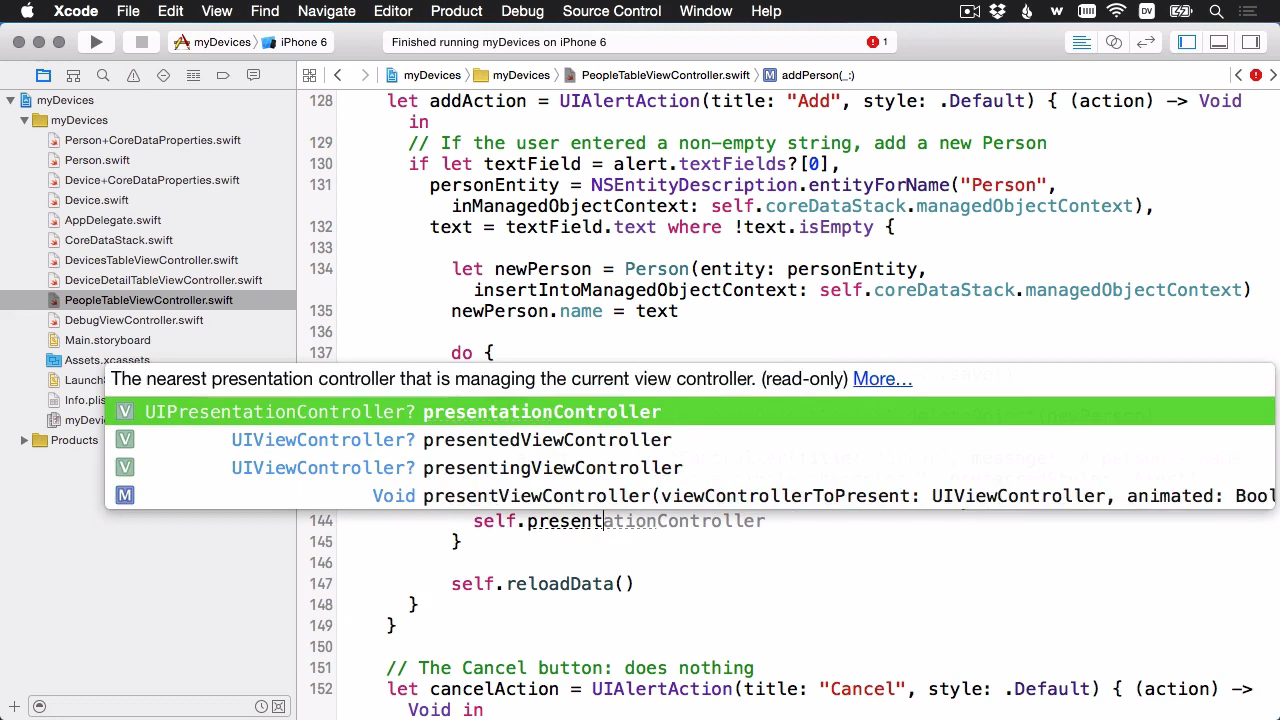 Xcode File Edit View Find Navigate Editor Product Debug Source Control Window Help
myDevices iPhone 6
Finished running myDevices on iPhone 6
1
myDevices myDevices PeopleTableViewController.swift M addPerson(_:)
myDevices
myDevices
Person+CoreDataProperties.swift
Person.swift
Device+CoreDataProperties.swift
Device.swift
AppDelegate.swift
CoreDataStack.swift
DevicesTableViewController.swift
DeviceDetailTableViewController.swift
PeopleTableViewController.swift
DebugViewController.swift
Main.storyboard
Assets.xcassets
Launch
Info.plis
myDevi
Products
128 let addAction = UIAlertAction(title: "Add", style: .Default) { (action) -> Void
in
129 // If the user entered a non-empty string, add a new Person
130 if let textField = alert.textFields?[0],
131 personEntity = NSEntityDescription.entityForName("Person",
inManagedObjectContext: self.coreDataStack.managedObjectContext),
132 text = textField.text where !text.isEmpty {
133
134 let newPerson = Person(entity: personEntity,
insertIntoManagedObjectContext: self.coreDataStack.managedObjectContext)
135 newPerson.name = text
136
137 do {
The nearest presentation controller that is managing the current view controller. (read-only) More…
V UIPresentationController? presentationController
V UIViewController? presentedViewController
V UIViewController? presentingViewController
M Void presentViewController(viewControllerToPresent: UIViewController, animated: Bool
144 self.presentationController
145 }
146
147 self.reloadData()
148 }
149 }
150
151 // The Cancel button: does nothing
152 let cancelAction = UIAlertAction(title: "Cancel", style: .Default) { (action) ->
Void in